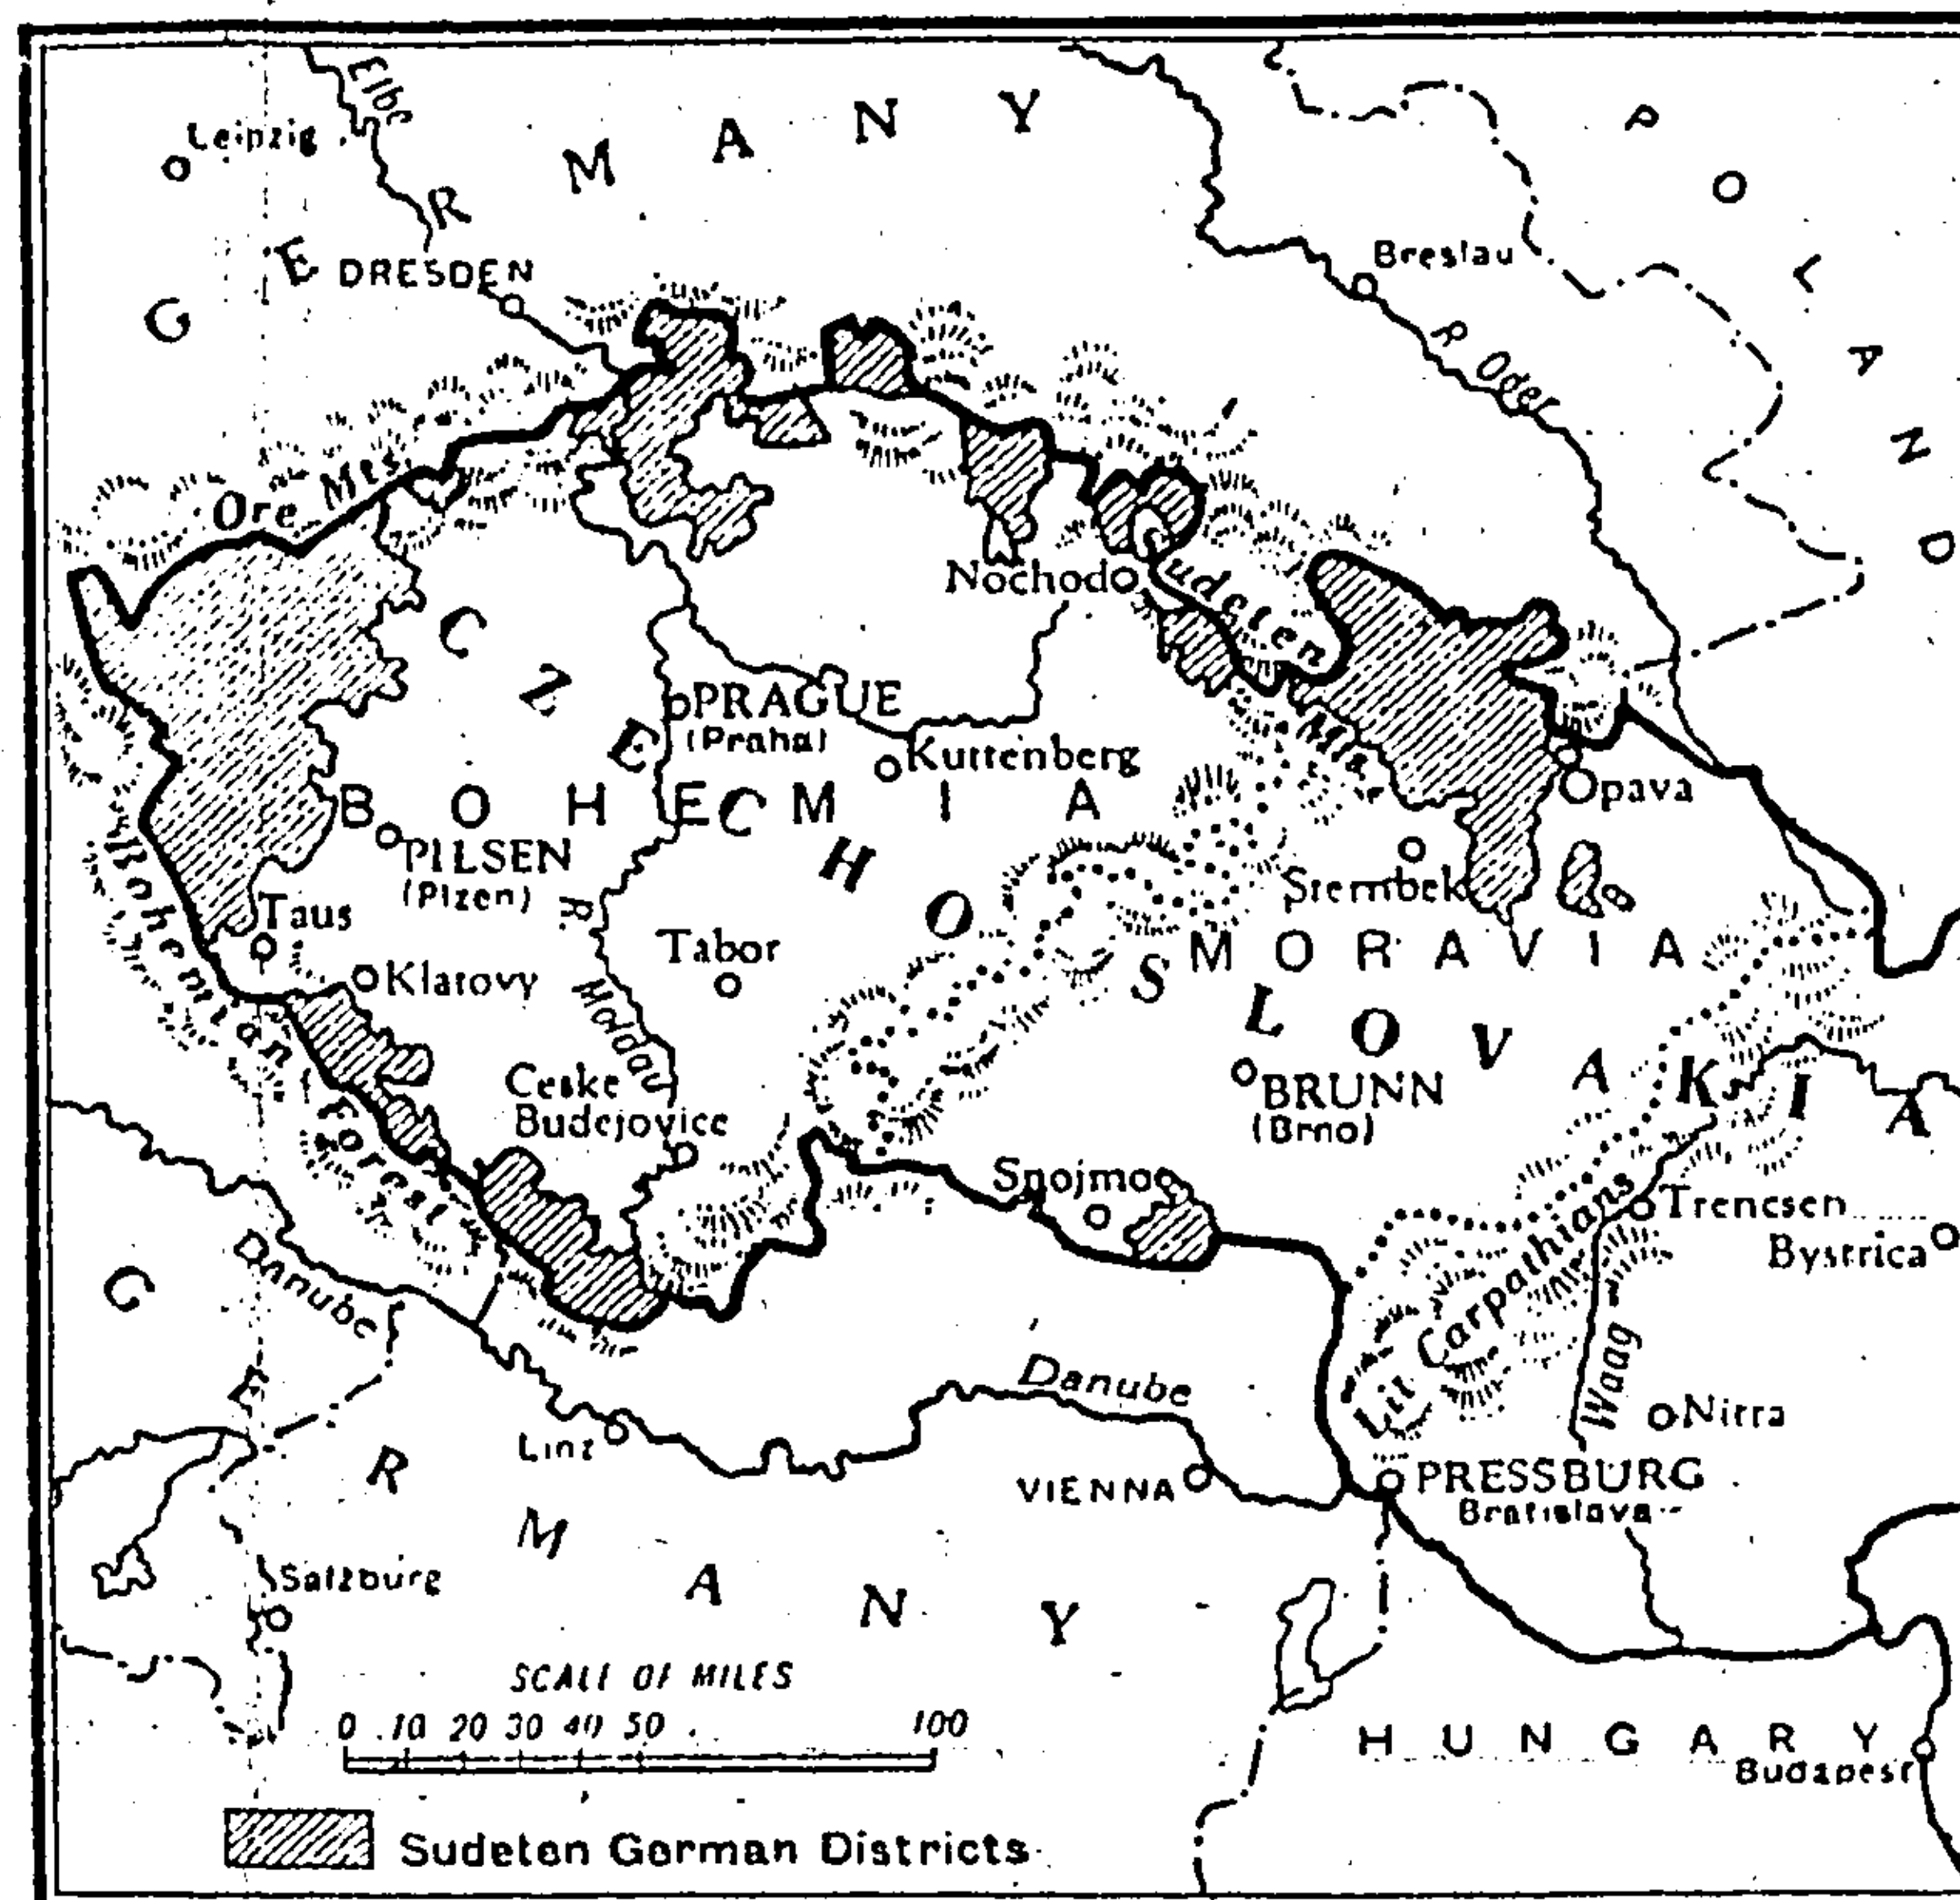 Elbe
Leipzig
GERMANY
POLAND
DRESDEN
Breslau
R. Oder
Ore Mts.
Nochod
Sudeten Mts
CZECHOSLOVAKIA
PRAGUE
(Praha)
Kuttenberg
BOHEMIA
Opava
PILSEN
(Plzen)
Sternbek
Taus
R. Moldau
Tabor
MORAVIA
Klatovy
Bohemian Forest
Ceske
Budejovice
BRUNN
(Brno)
Snojmo
Trencsen
Bystrica
Danube
Lit Carpathians
Waag
GERMANY
Danube
Linz
Nitra
VIENNA
PRESSBURG
Bratislava
Salzburg
SCALE OF MILES
0 10 20 30 40 50 100
HUNGARY
Budapest
Sudeten German Districts